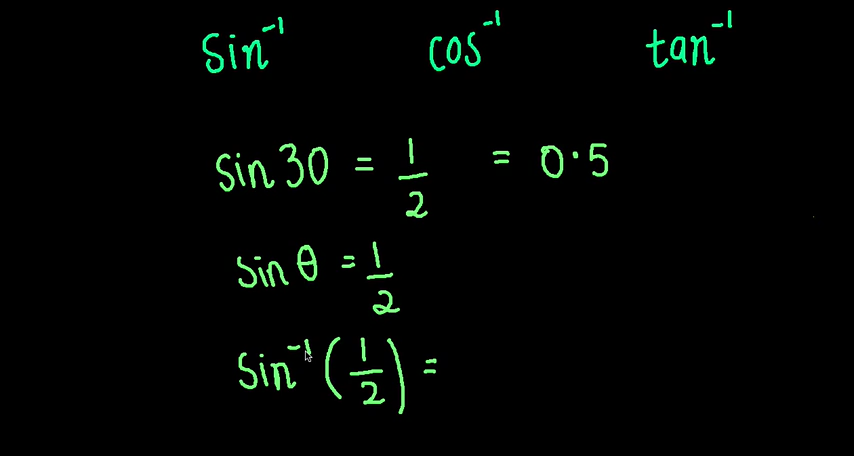 sin⁻¹ cos⁻¹ tan⁻¹
sin 30 = 1/2 = 0·5
sin θ = 1/2
sin⁻¹ (1/2) =